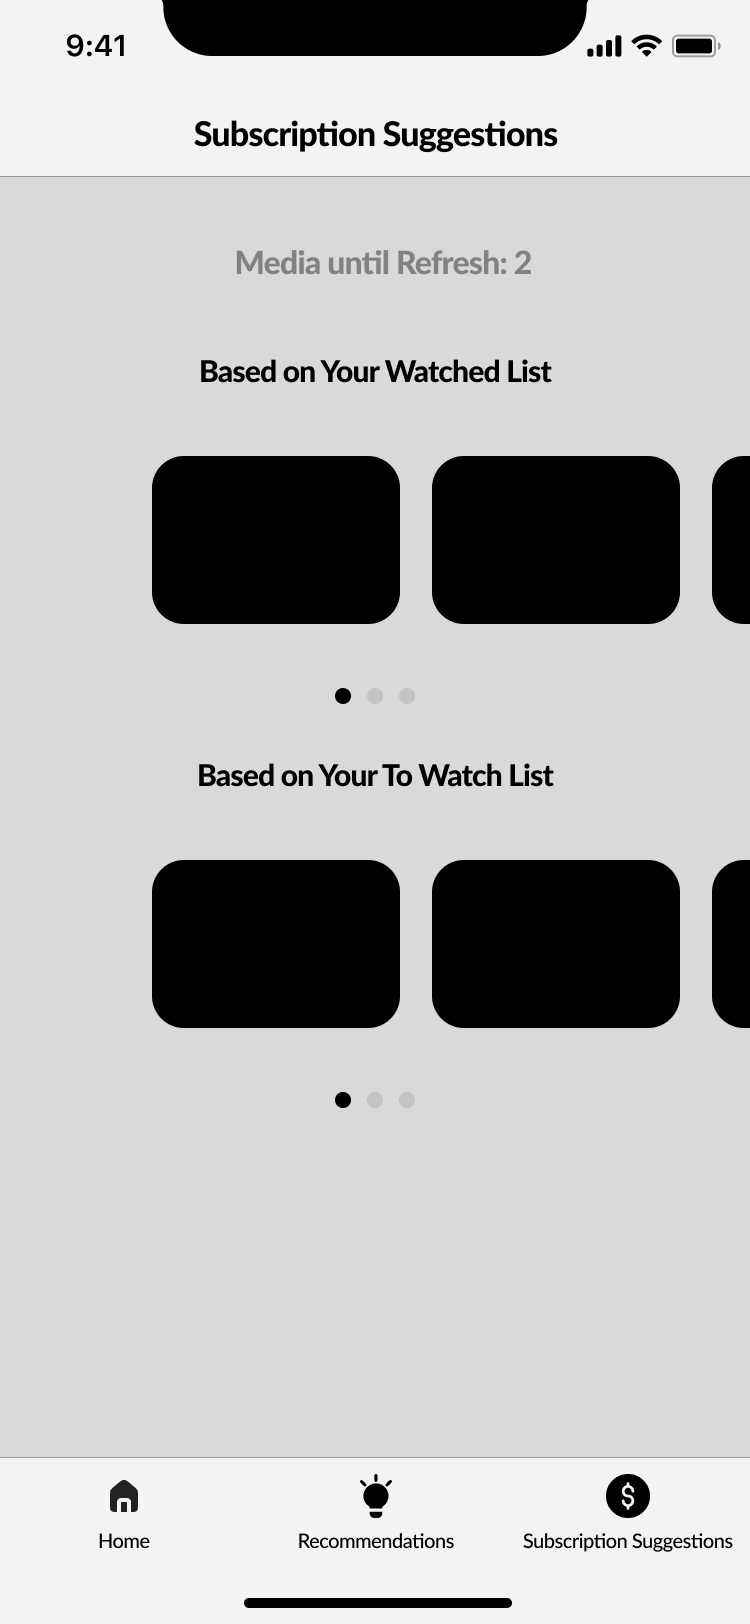 9:41
Subscription Suggestions
Media until Refresh: 2
Based on Your Watched List
Based on Your To Watch List
Home
Recommendations
Subscription Suggestions